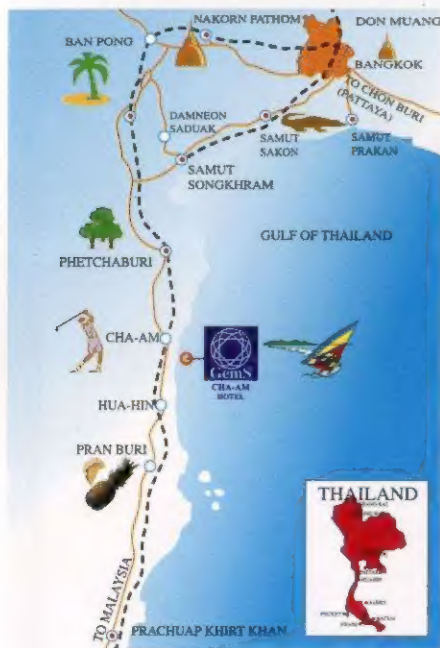 NAKORN PATHOM
DON MUANG
BAN PONG
BANGKOK
TO CHON BURI
(PATTAYA)
DAMNEON
SADUAK
SAMUT
SAKON
SAMUT
PRAKAN
SAMUT
SONGKHRAM
GULF OF THAILAND
PHETCHABURI
CHA-AM
GemS
CHA-AM
HOTEL
HUA-HIN
PRAN BURI
THAILAND
TO MALAYSIA
PRACHUAP KHIRT KHAN